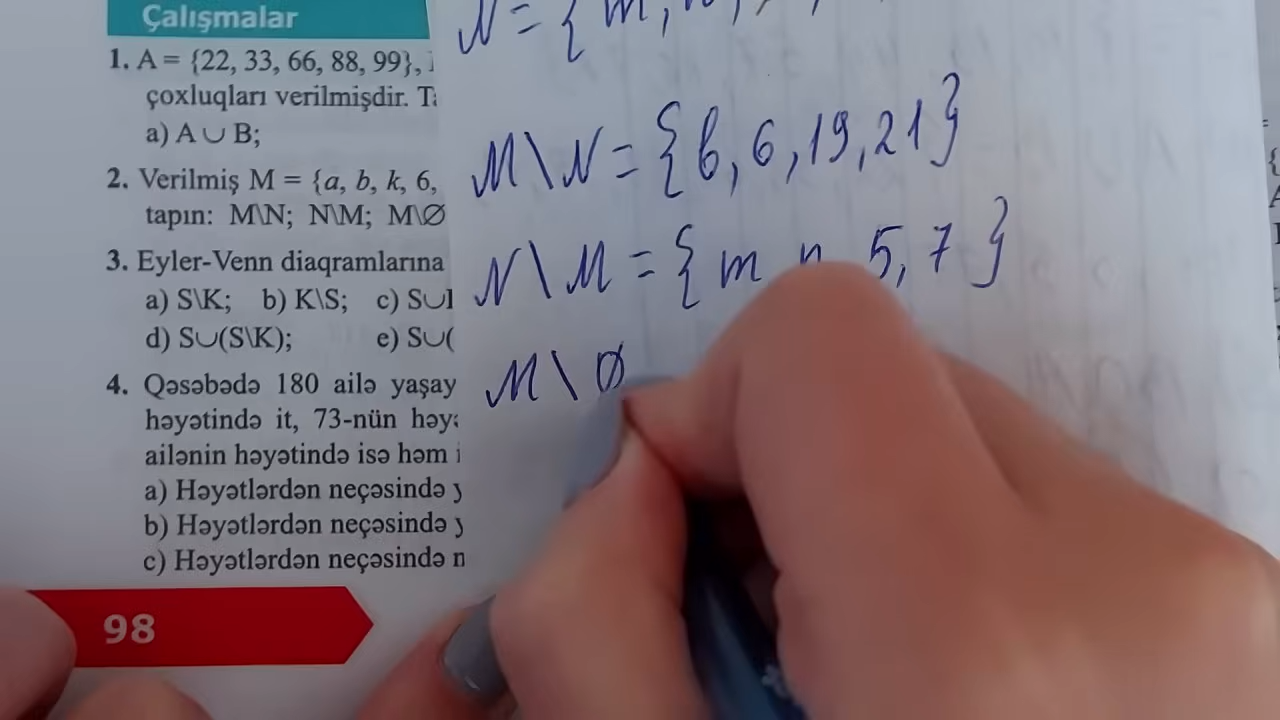 Çalışmalar
1. A = {22, 33, 66, 88, 99},
çoxluqları verilmişdir.
a) A ∪ B;
2. Verilmiş M = {a, b, k, 6,
tapın: M\N; N\M; M\∅
3. Eyler-Venn diaqramlarına
a) S\K; b) K\S; c) S∪
d) S∪(S\K); e) S∪(
4. Qəsəbədə 180 ailə yaşay
həyətində it, 73-nün həyə
ailənin həyətində isə həm i
a) Həyətlərdən neçəsində y
b) Həyətlərdən neçəsində y
c) Həyətlərdən neçəsində n
98
N = { m, n,
M \ N = { b, 6, 19, 21 }
N \ M = { m n 5, 7 }
M \ ∅